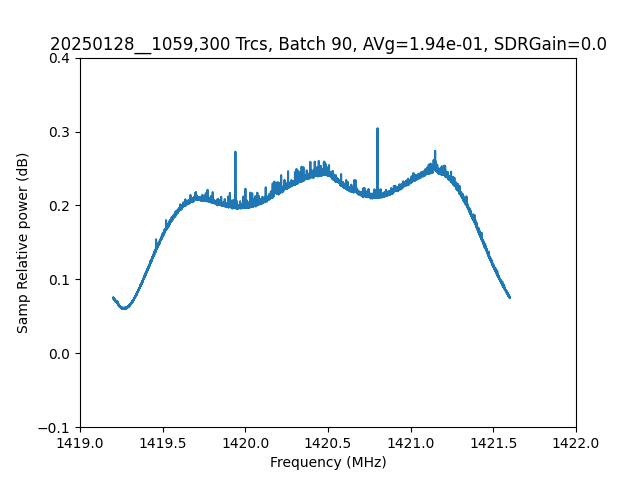 20250128__1059,300 Trcs, Batch 90, AVg=1.94e-01, SDRGain=0.0
0.4
0.3
0.2
0.1
0.0
−0.1
Samp Relative power (dB)
1419.0 1419.5 1420.0 1420.5 1421.0 1421.5 1422.0
Frequency (MHz)